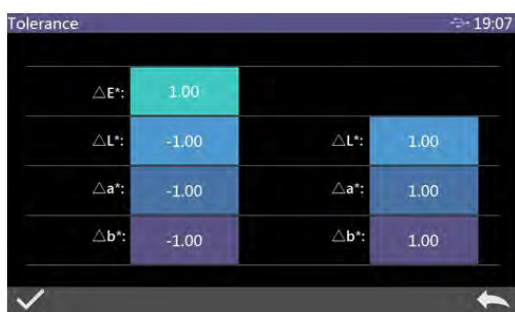 Tolerance 19:07
△E*: 1.00
△L*: -1.00 △L*: 1.00
△a*: -1.00 △a*: 1.00
△b*: -1.00 △b*: 1.00